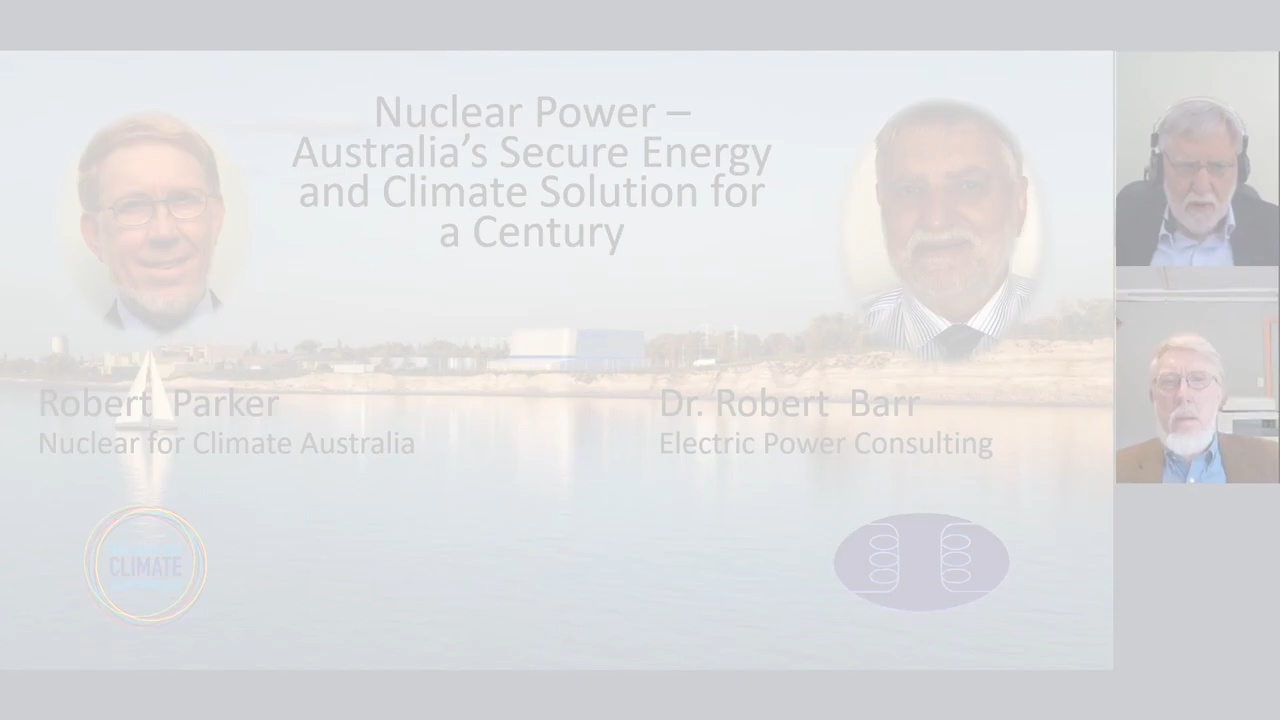 Nuclear Power –
Australia’s Secure Energy
and Climate Solution for
a Century
Robert Parker
Nuclear for Climate Australia
Dr. Robert Barr
Electric Power Consulting
CLIMATE